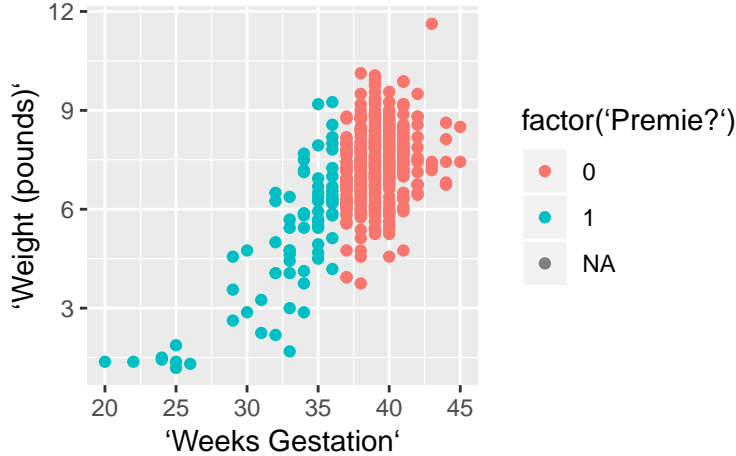 12
9
6
3
20 25 30 35 40 45
‘Weight (pounds)‘
‘Weeks Gestation‘
factor(‘Premie?‘)
0
1
NA